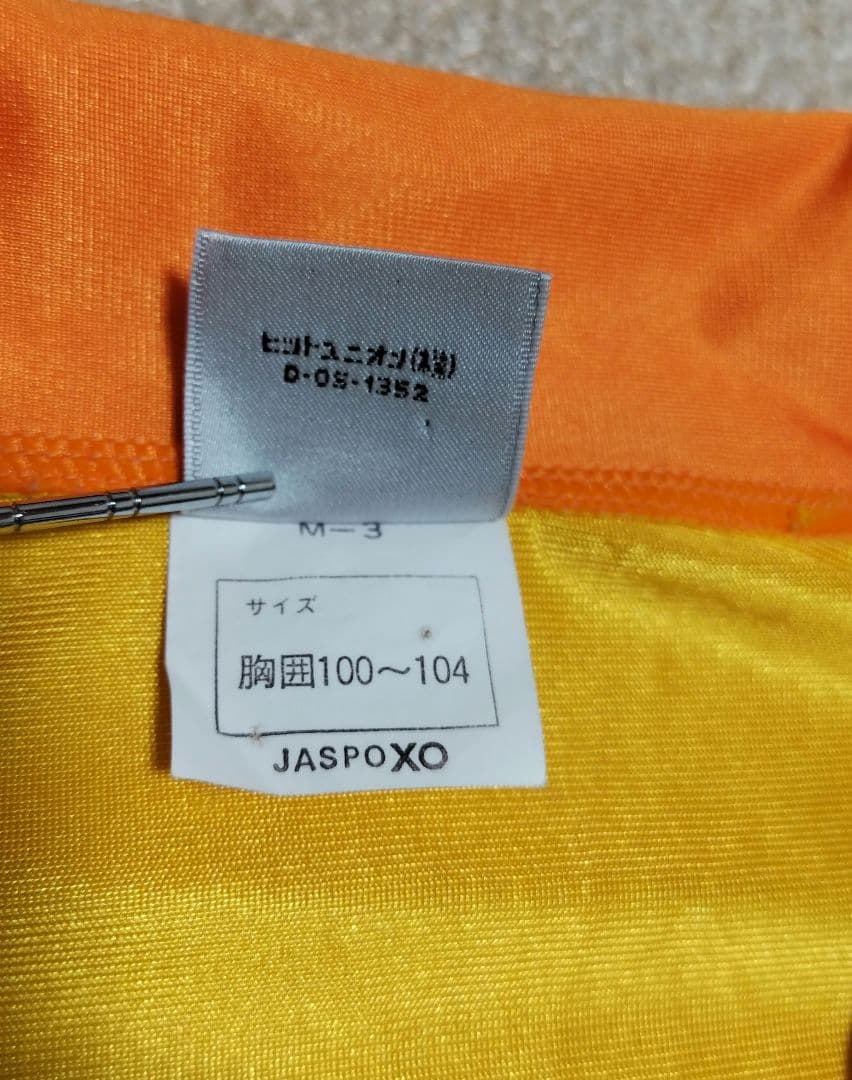 ヒットユニオン(株)
D-OS-1352
M-3
サイズ
胸囲100～104
JASPO XO